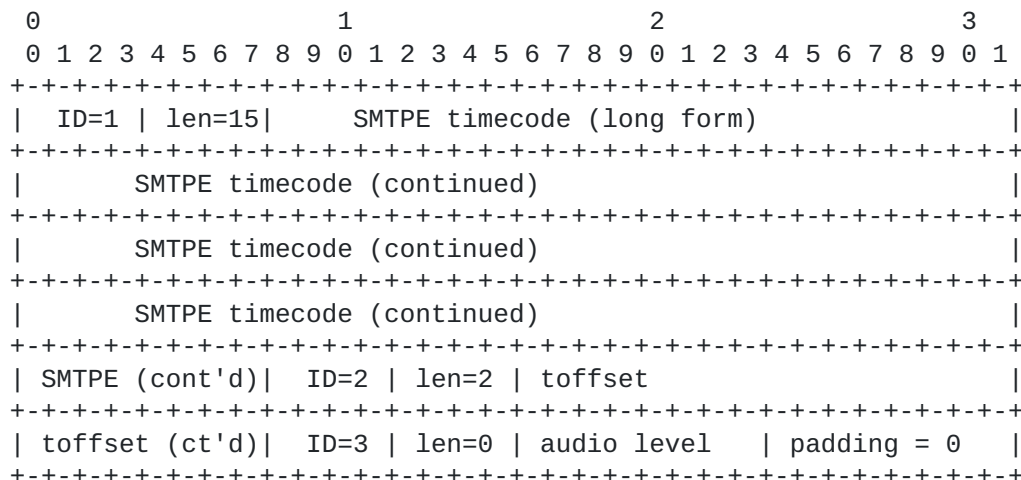 0                   1                   2                   3
 0 1 2 3 4 5 6 7 8 9 0 1 2 3 4 5 6 7 8 9 0 1 2 3 4 5 6 7 8 9 0 1
+-+-+-+-+-+-+-+-+-+-+-+-+-+-+-+-+-+-+-+-+-+-+-+-+-+-+-+-+-+-+-+-+
|  ID=1 | len=15|     SMTPE timecode (long form)                |
+-+-+-+-+-+-+-+-+-+-+-+-+-+-+-+-+-+-+-+-+-+-+-+-+-+-+-+-+-+-+-+-+
|       SMTPE timecode (continued)                              |
+-+-+-+-+-+-+-+-+-+-+-+-+-+-+-+-+-+-+-+-+-+-+-+-+-+-+-+-+-+-+-+-+
|       SMTPE timecode (continued)                              |
+-+-+-+-+-+-+-+-+-+-+-+-+-+-+-+-+-+-+-+-+-+-+-+-+-+-+-+-+-+-+-+-+
|       SMTPE timecode (continued)                              |
+-+-+-+-+-+-+-+-+-+-+-+-+-+-+-+-+-+-+-+-+-+-+-+-+-+-+-+-+-+-+-+-+
| SMTPE (cont'd)|  ID=2 | len=2 | toffset                       |
+-+-+-+-+-+-+-+-+-+-+-+-+-+-+-+-+-+-+-+-+-+-+-+-+-+-+-+-+-+-+-+-+
| toffset (ct'd)|  ID=3 | len=0 | audio level   | padding = 0   |
+-+-+-+-+-+-+-+-+-+-+-+-+-+-+-+-+-+-+-+-+-+-+-+-+-+-+-+-+-+-+-+-+